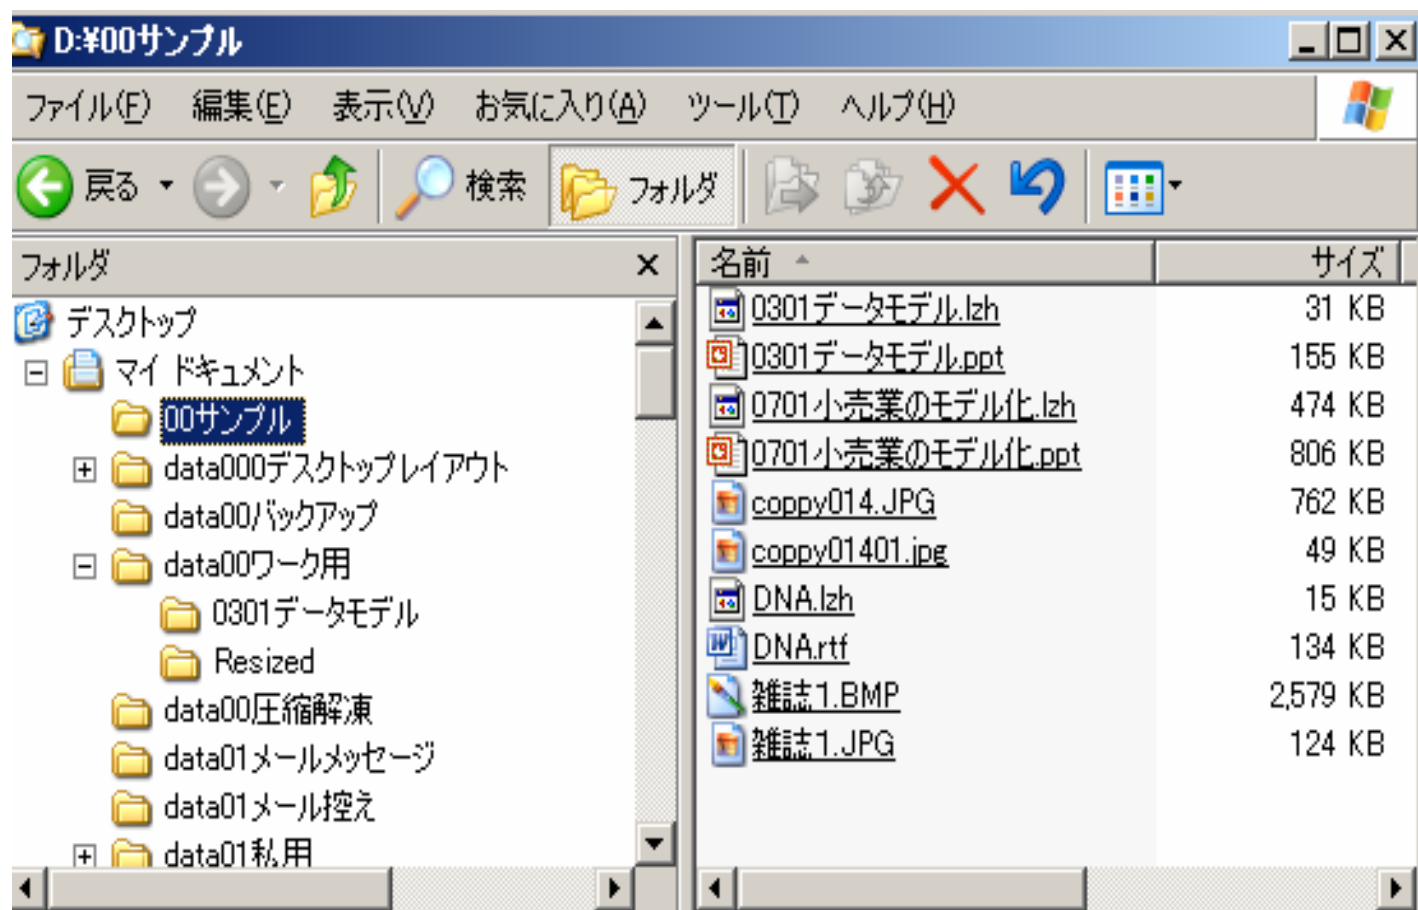 D:¥00サンプル
ファイル(F) 編集(E) 表示(V) お気に入り(A) ツール(T) ヘルプ(H)
戻る 検索 フォルダ
フォルダ
デスクトップ
マイ ドキュメント
00サンプル
data000デスクトップレイアウト
data00バックアップ
data00ワーク用
0301データモデル
Resized
data00圧縮解凍
data01メールメッセージ
data01メール控え
data01私用
名前 サイズ
0301データモデル.lzh 31 KB
0301データモデル.ppt 155 KB
0701小売業のモデル化.lzh 474 KB
0701小売業のモデル化.ppt 806 KB
coppy014.JPG 762 KB
coppy01401.jpg 49 KB
DNA.lzh 15 KB
DNA.rtf 134 KB
雑誌1.BMP 2,579 KB
雑誌1.JPG 124 KB